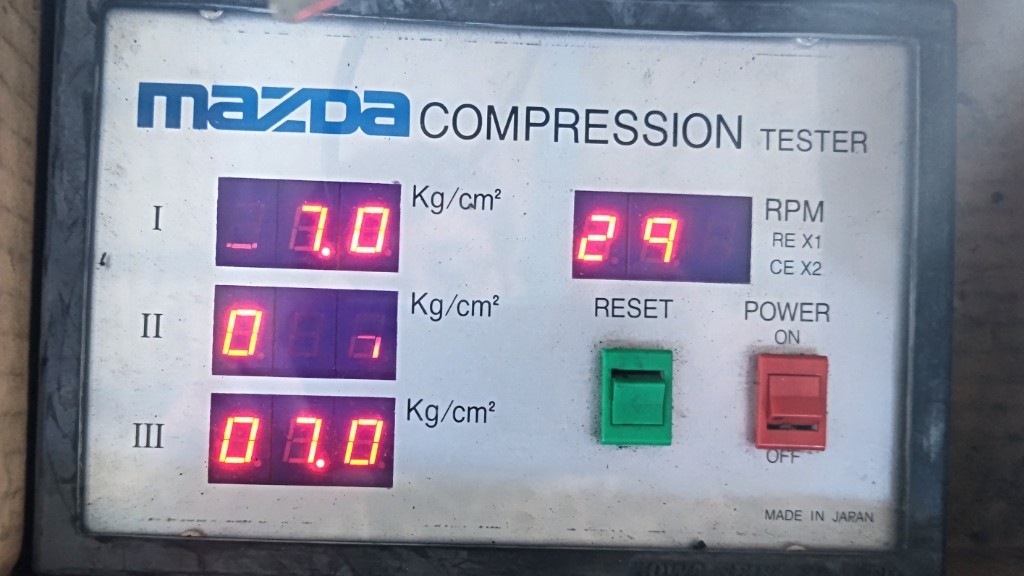 mazda COMPRESSION TESTER
I 7.0 Kg/cm²
29 RPM
RE X1
CE X2
II 0 Kg/cm²
RESET POWER
ON
III 07.0 Kg/cm²
OFF
MADE IN JAPAN